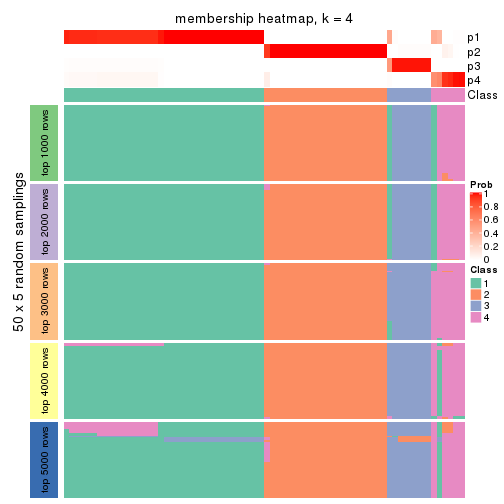 membership heatmap, k = 4
p1
p2
p3
p4
Class
50 x 5 random samplings
top 1000 rows
top 2000 rows
top 3000 rows
top 4000 rows
top 5000 rows
Prob
1
0.8
0.6
0.4
0.2
0
Class
1
2
3
4